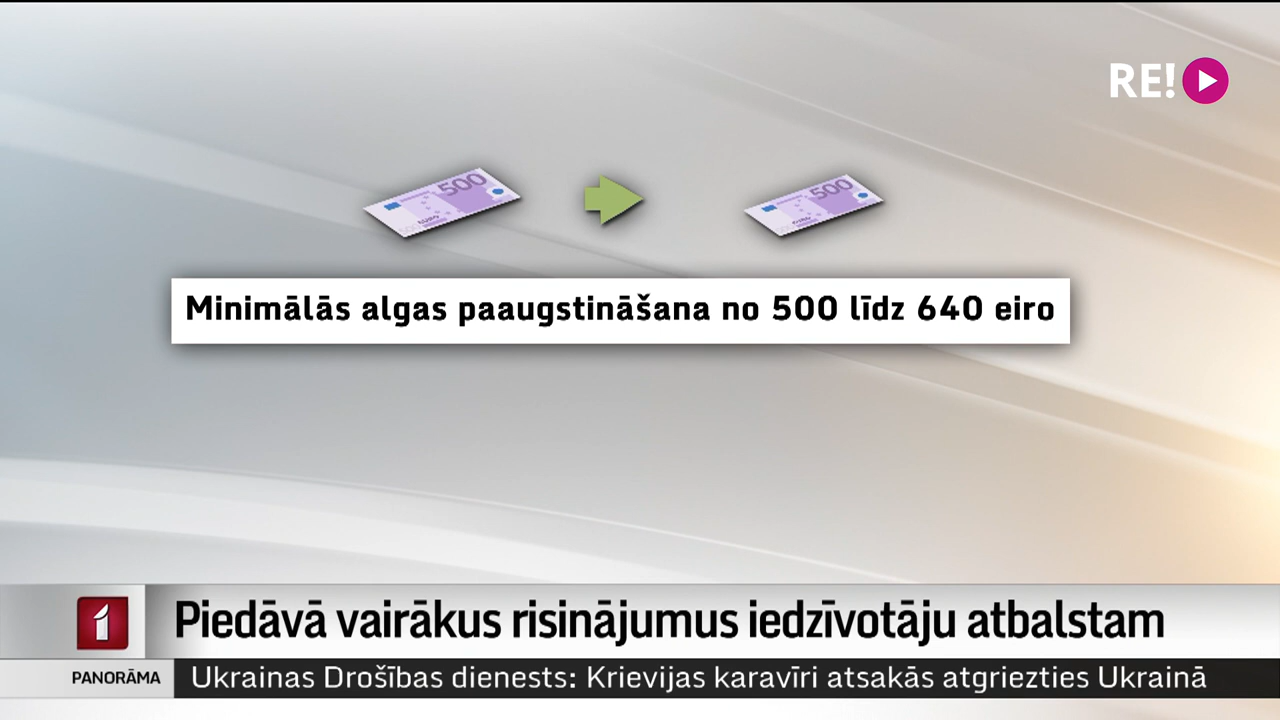 RE!
500
500
Minimālās algas paaugstināšana no 500 līdz 640 eiro
1
Piedāvā vairākus risinājumus iedzīvotāju atbalstam
PANORĀMA
Ukrainas Drošības dienests: Krievijas karavīri atsakās atgriezties Ukrainā